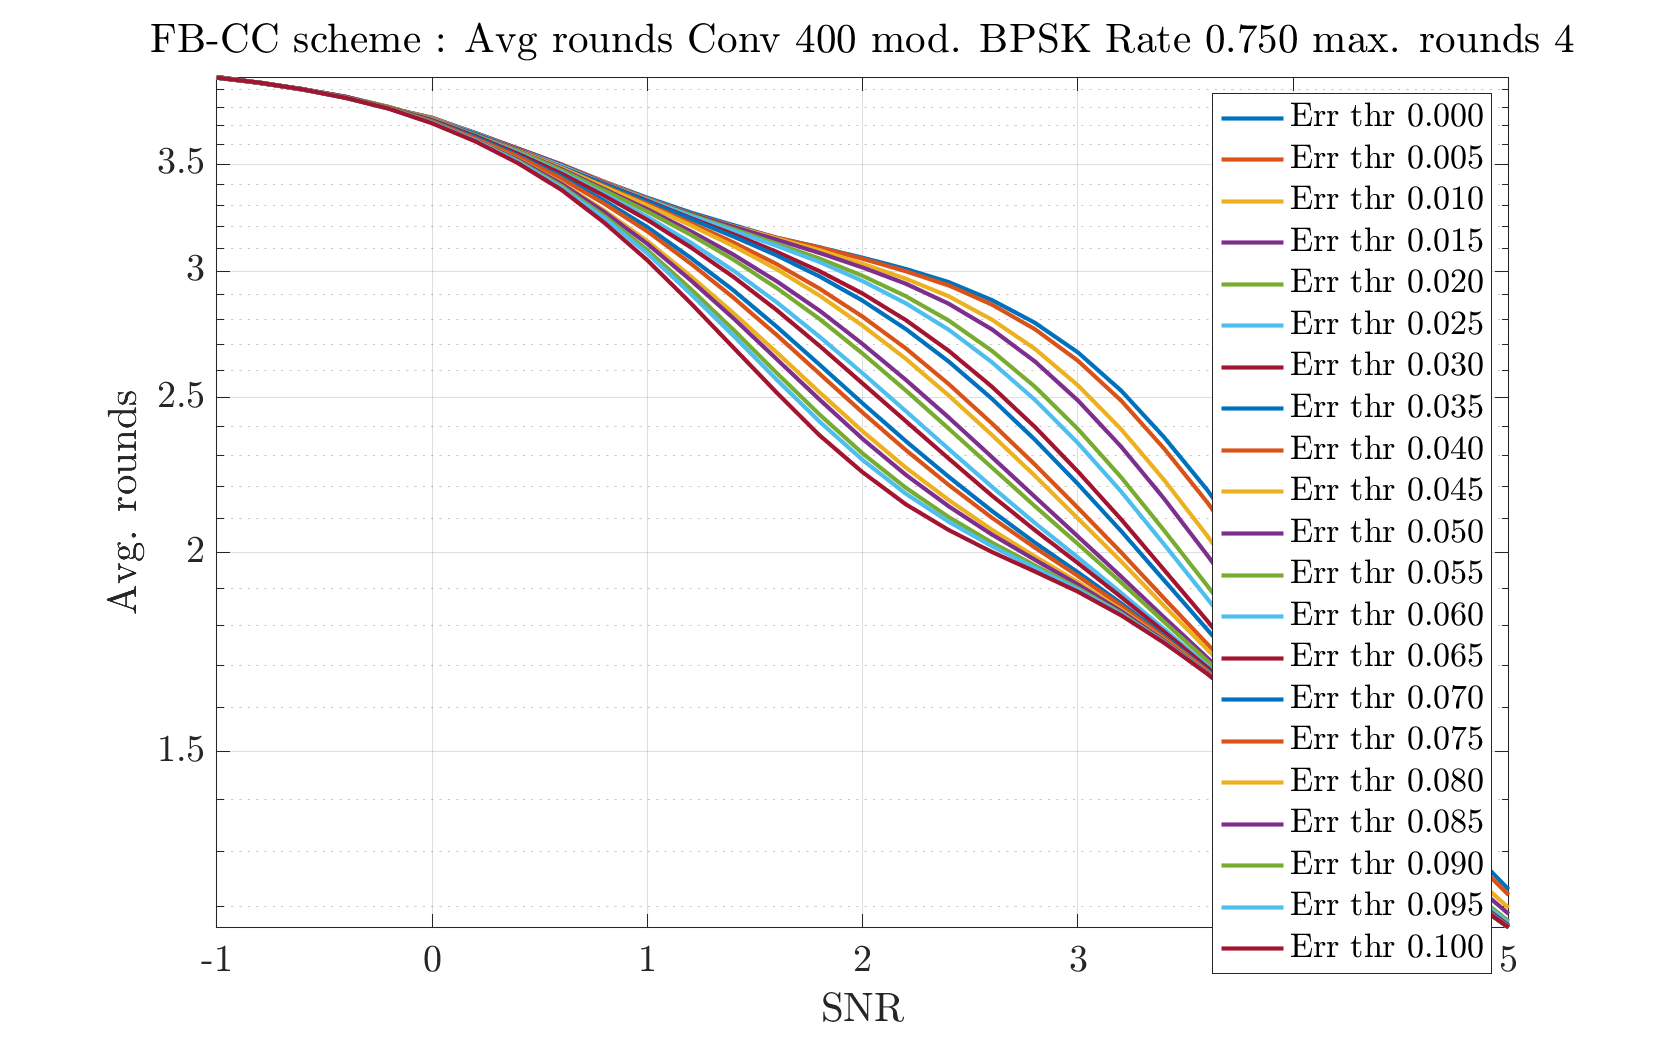 FB-CC scheme : Avg rounds Conv 400 mod. BPSK Rate 0.750 max. rounds 4
Avg. rounds
3.5
3
2.5
2
1.5
-1
0
1
2
3
5
SNR
Err thr 0.000
Err thr 0.005
Err thr 0.010
Err thr 0.015
Err thr 0.020
Err thr 0.025
Err thr 0.030
Err thr 0.035
Err thr 0.040
Err thr 0.045
Err thr 0.050
Err thr 0.055
Err thr 0.060
Err thr 0.065
Err thr 0.070
Err thr 0.075
Err thr 0.080
Err thr 0.085
Err thr 0.090
Err thr 0.095
Err thr 0.100